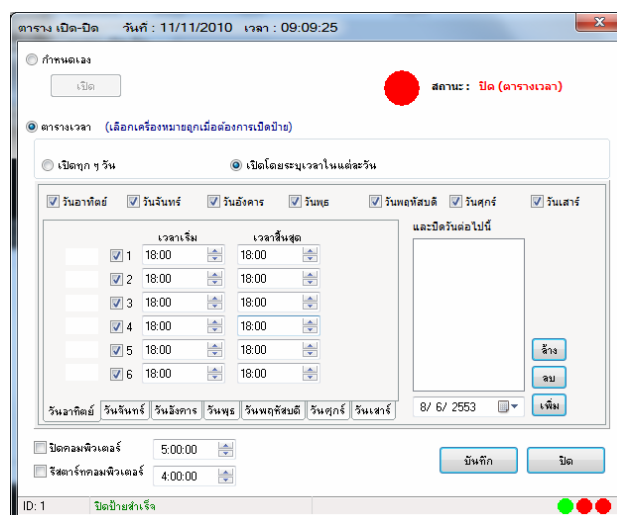 ตาราง เปิด-ปิด วันที่ : 11/11/2010 เวลา : 09:09:25
กำหนดเอง
เปิด
สถานะ : ปิด (ตารางเวลา)
ตารางเวลา (เลือกเครื่องหมายถูกเมื่อต้องการเปิดป้าย)
เปิดทุก ๆ วัน เปิดโดยระบุเวลาในแต่ละวัน
วันอาทิตย์ วันจันทร์ วันอังคาร วันพุธ วันพฤหัสบดี วันศุกร์ วันเสาร์
และปิดวันต่อไปนี้
เวลาเริ่ม เวลาสิ้นสุด
1 18:00 18:00
2 18:00 18:00
3 18:00 18:00
4 18:00 18:00
5 18:00 18:00
6 18:00 18:00
ล้าง
ลบ
8/ 6/ 2553 เพิ่ม
วันอาทิตย์ วันจันทร์ วันอังคาร วันพุธ วันพฤหัสบดี วันศุกร์ วันเสาร์
ปิดคอมพิวเตอร์ 5:00:00
รีสตาร์ทคอมพิวเตอร์ 4:00:00
บันทึก ปิด
ID: 1 ปิดป้ายสำเร็จ